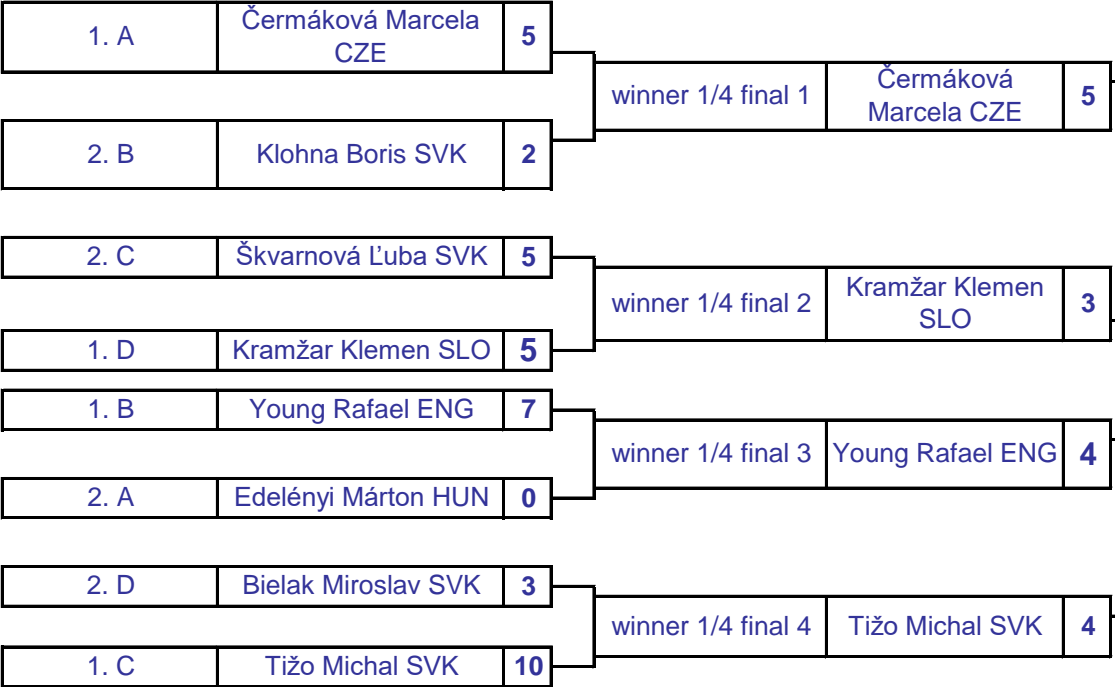 1. A Čermáková Marcela CZE 5
2. B Klohna Boris SVK 2
winner 1/4 final 1 Čermáková Marcela CZE 5
2. C Škvarnová Ľuba SVK 5
1. D Kramžar Klemen SLO 5
winner 1/4 final 2 Kramžar Klemen SLO 3
1. B Young Rafael ENG 7
2. A Edelényi Márton HUN 0
winner 1/4 final 3 Young Rafael ENG 4
2. D Bielak Miroslav SVK 3
1. C Tižo Michal SVK 10
winner 1/4 final 4 Tižo Michal SVK 4